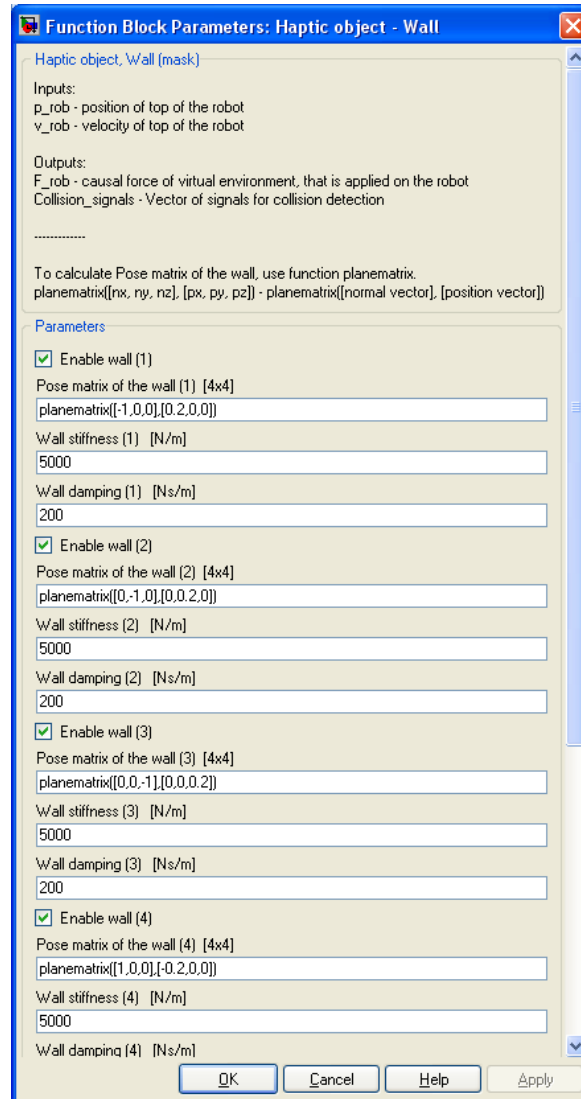 Function Block Parameters: Haptic object - Wall
Haptic object, Wall (mask)
Inputs:
p_rob - position of top of the robot
v_rob - velocity of top of the robot
Outputs:
F_rob - causal force of virtual environment, that is applied on the robot
Collision_signals - Vector of signals for collision detection
-------------
To calculate Pose matrix of the wall, use function planematrix.
planematrix([nx, ny, nz], [px, py, pz]) - planematrix([normal vector], [position vector])
Parameters
Enable wall (1)
Pose matrix of the wall (1) [4x4]
planematrix([-1,0,0],[0.2,0,0])
Wall stiffness (1) [N/m]
5000
Wall damping (1) [Ns/m]
200
Enable wall (2)
Pose matrix of the wall (2) [4x4]
planematrix([0,-1,0],[0,0.2,0])
Wall stiffness (2) [N/m]
5000
Wall damping (2) [Ns/m]
200
Enable wall (3)
Pose matrix of the wall (3) [4x4]
planematrix([0,0,-1],[0,0,0.2])
Wall stiffness (3) [N/m]
5000
Wall damping (3) [Ns/m]
200
Enable wall (4)
Pose matrix of the wall (4) [4x4]
planematrix([1,0,0],[-0.2,0,0])
Wall stiffness (4) [N/m]
5000
Wall damping (4) [Ns/m]
OK Cancel Help Apply